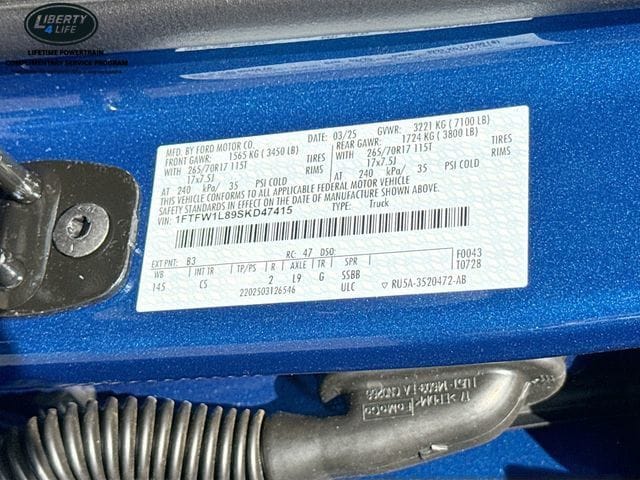 LIBERTY
4 LIFE
LIFETIME POWERTRAIN
COMPLIMENTARY SERVICE PROGRAM
MFD. BY FORD MOTOR CO. DATE: 03/25 GVWR: 3221 KG ( 7100 LB)
FRONT GAWR: 1565 KG ( 3450 LB) REAR GAWR: 1724 KG ( 3800 LB)
WITH 265/70R17 115T TIRES WITH 265/70R17 115T TIRES
17x7.5J RIMS 17x7.5J RIMS
AT 240 kPa/ 35 PSI COLD AT 240 kPa/ 35 PSI COLD
THIS VEHICLE CONFORMS TO ALL APPLICABLE FEDERAL MOTOR VEHICLE
SAFETY STANDARDS IN EFFECT ON THE DATE OF MANUFACTURE SHOWN ABOVE.
VIN: 1FTFW1L89SKD47415 TYPE: Truck
EXT PNT: B3 RC: 47 DSO: F0043
WB INT TR TP/PS R AXLE TR SPR T0728
145 CS 2 L9 G SSBB
2202503126546 ULC RU5A-3520472-AB
FoMoCo